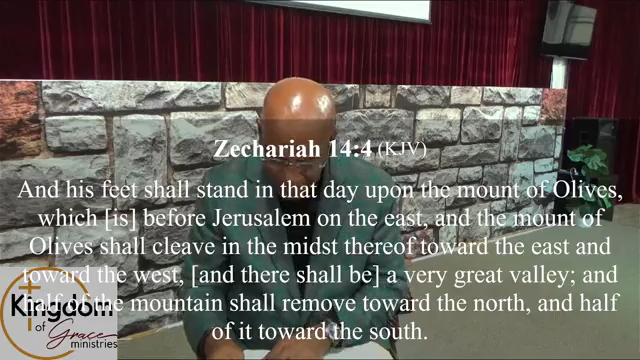 Zechariah 14:4 (KJV)
And his feet shall stand in that day upon the mount of Olives,
which [is] before Jerusalem on the east, and the mount of
Olives shall cleave in the midst thereof toward the east and
toward the west, [and there shall be] a very great valley; and
half of the mountain shall remove toward the north, and half
of it toward the south.
Kingdom
of Grace
ministries